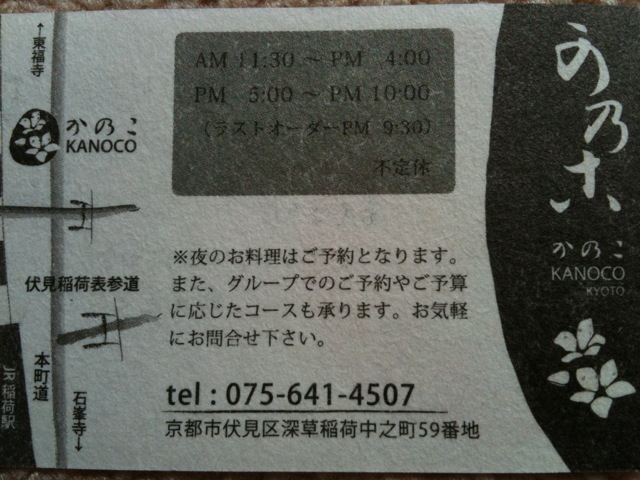 ←東福寺
かのこ
KANOCO
伏見稲荷表参道
本町道
JR稲荷駅
石峯寺→
AM 11:30 ～ PM 4:00
PM 5:00 ～ PM 10:00
(ラストオーダーPM 9:30)
不定休
※夜のお料理はご予約となります。
また、グループでのご予約やご予算
に応じたコースも承ります。お気軽
にお問合せ下さい。
tel : 075-641-4507
京都市伏見区深草稲荷中之町59番地
かのこ
KANOCO
KYOTO